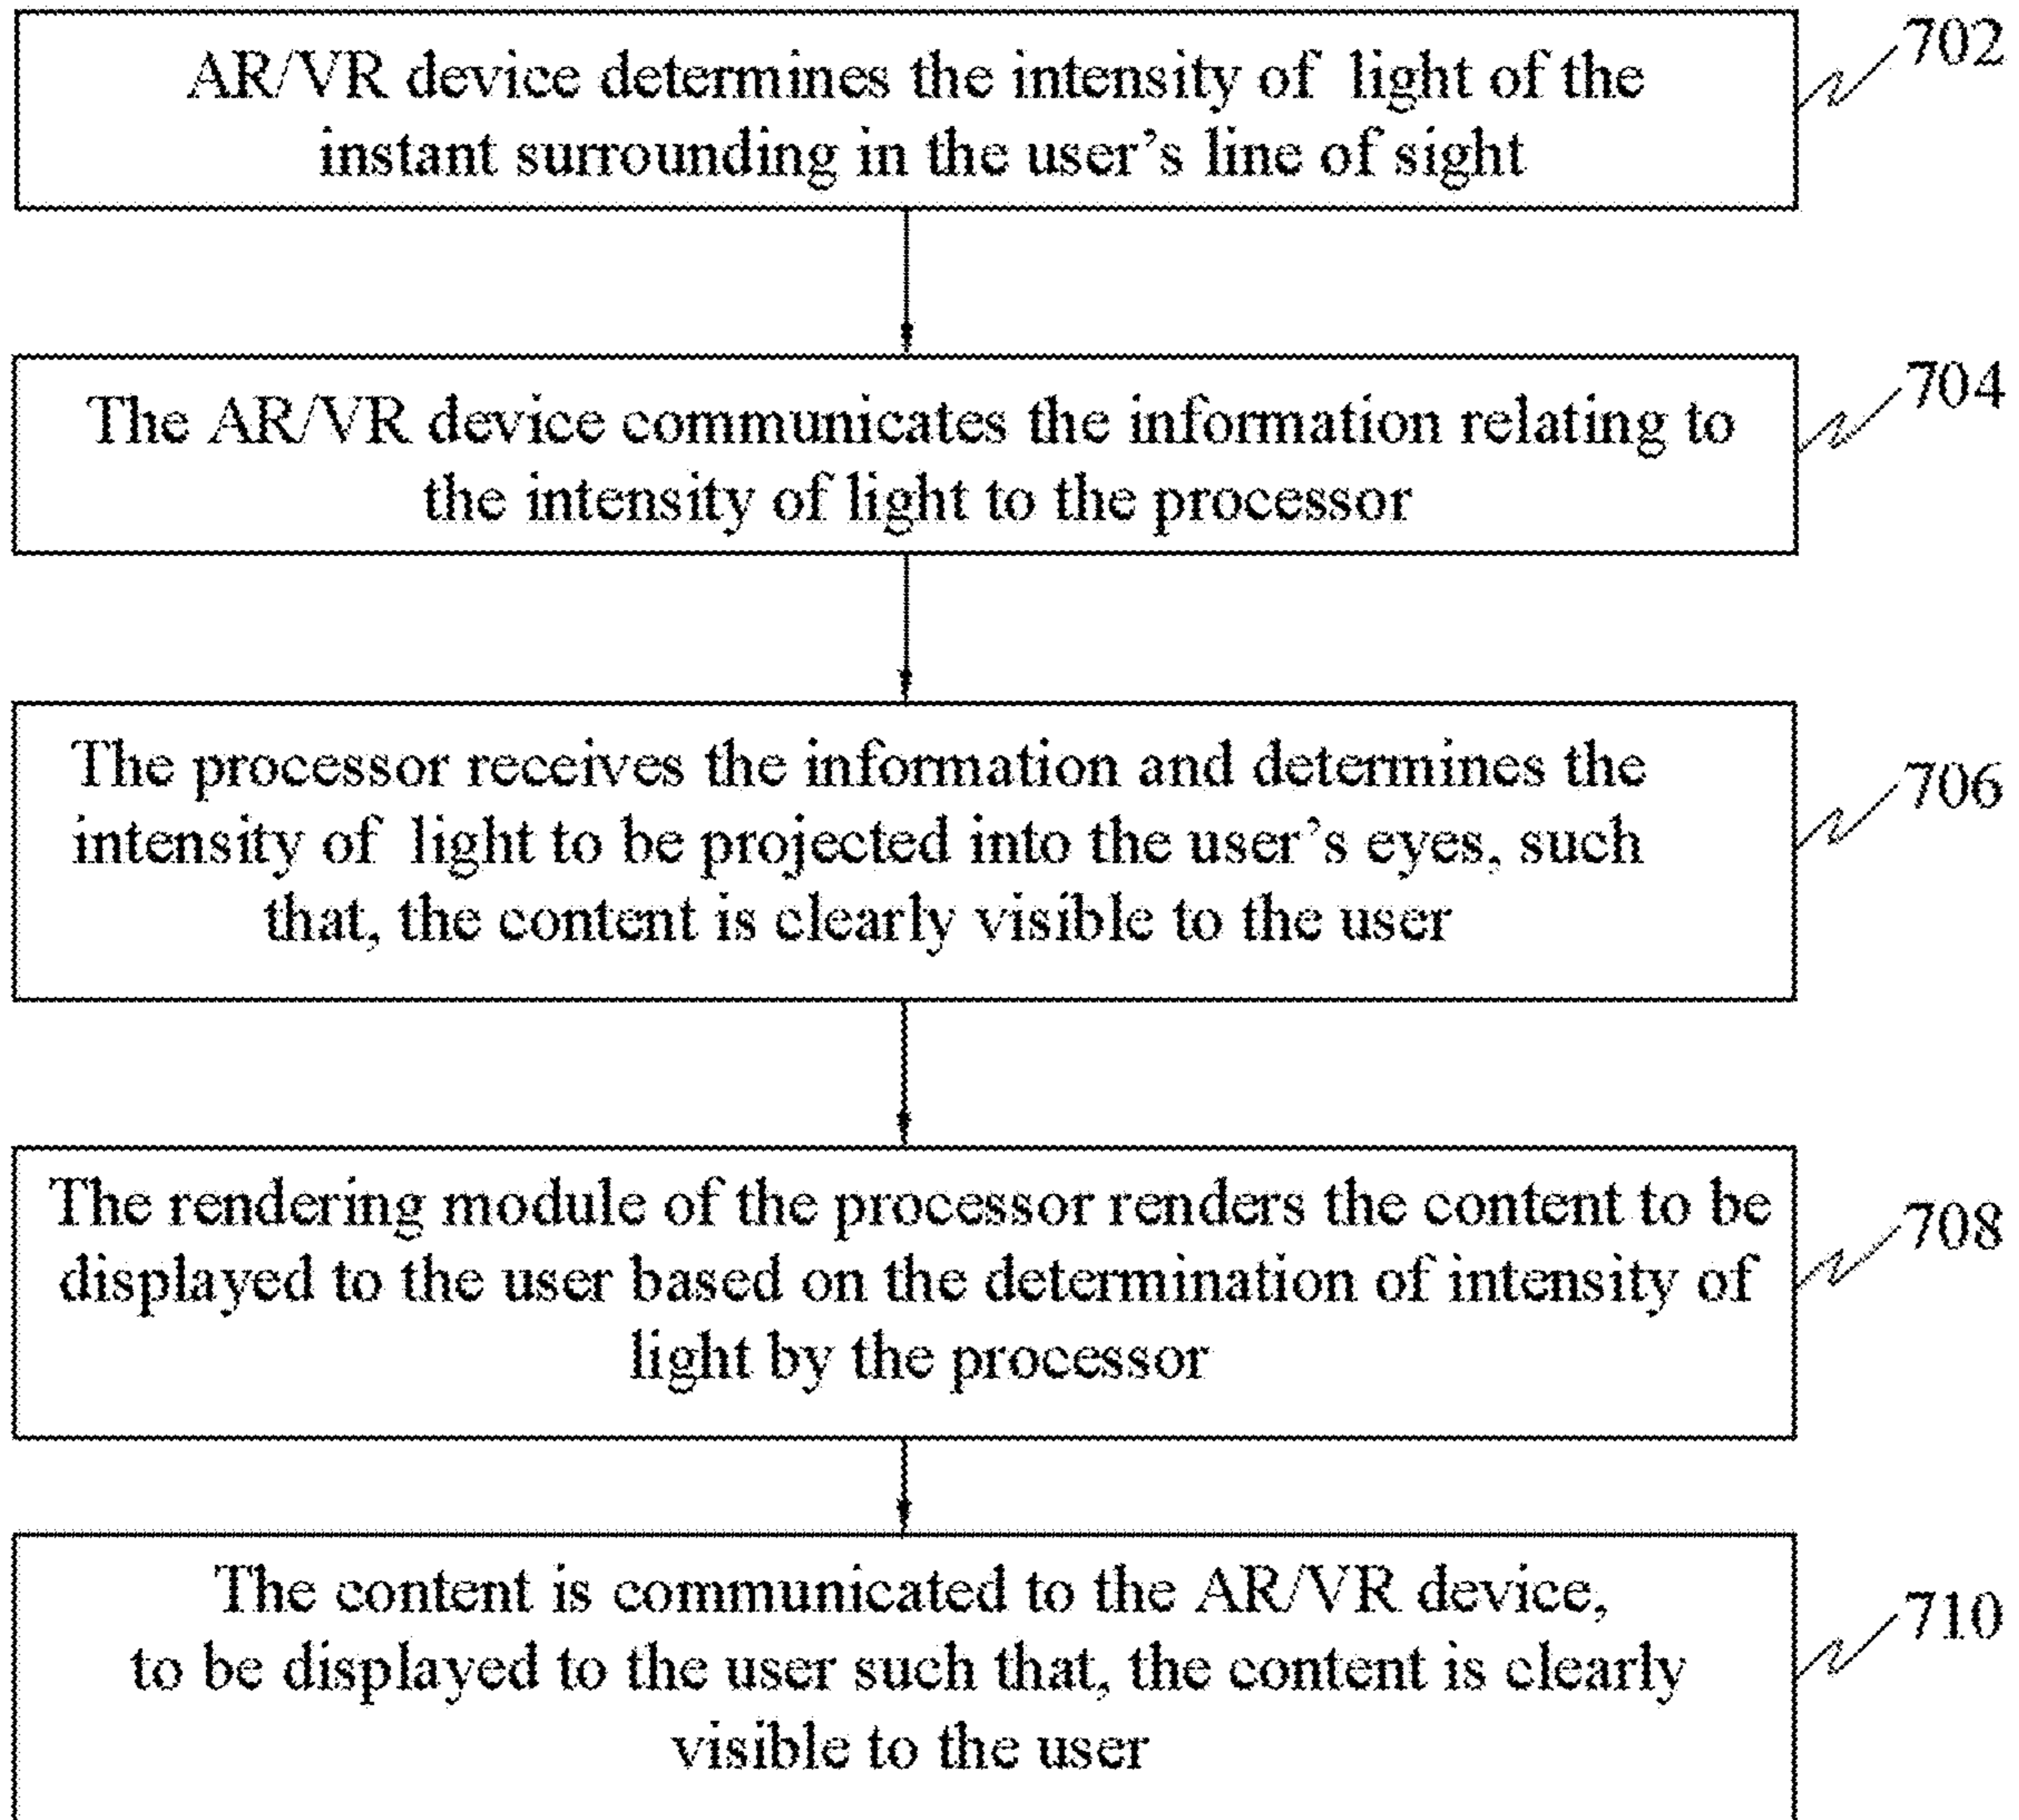 AR/VR device determines the intensity of light of the
instant surrounding in the user's line of sight
702
The AR/VR device communicates the information relating to
the intensity of light to the processor
704
The processor receives the information and determines the
intensity of light to be projected into the user's eyes, such
that, the content is clearly visible to the user
706
The rendering module of the processor renders the content to be
displayed to the user based on the determination of intensity of
light by the processor
708
The content is communicated to the AR/VR device,
to be displayed to the user such that, the content is clearly
visible to the user
710